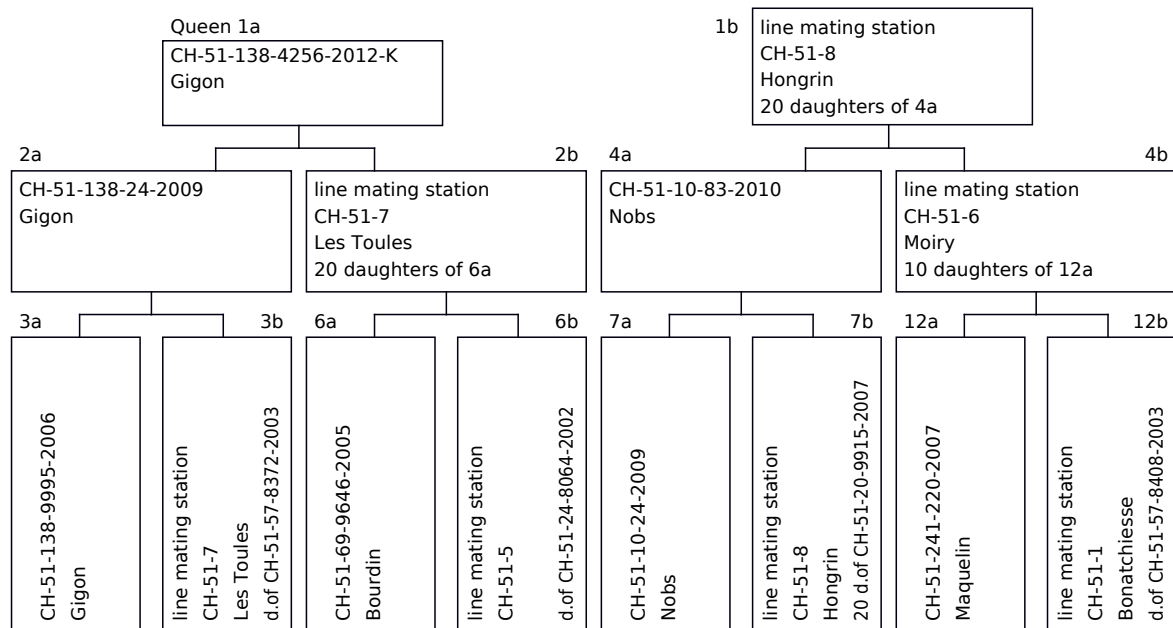 Queen 1a
CH-51-138-4256-2012-K
Gigon
1b
line mating station
CH-51-8
Hongrin
20 daughters of 4a
2a
CH-51-138-24-2009
Gigon
2b
line mating station
CH-51-7
Les Toules
20 daughters of 6a
4a
CH-51-10-83-2010
Nobs
4b
line mating station
CH-51-6
Moiry
10 daughters of 12a
3a
CH-51-138-9995-2006
Gigon
3b
line mating station
CH-51-7
Les Toules
d.of CH-51-57-8372-2003
6a
CH-51-69-9646-2005
Bourdin
6b
line mating station
CH-51-5
d.of CH-51-24-8064-2002
7a
CH-51-10-24-2009
Nobs
7b
line mating station
CH-51-8
Hongrin
20 d.of CH-51-20-9915-2007
12a
CH-51-241-220-2007
Maquelin
12b
line mating station
CH-51-1
Bonatchiesse
d.of CH-51-57-8408-2003